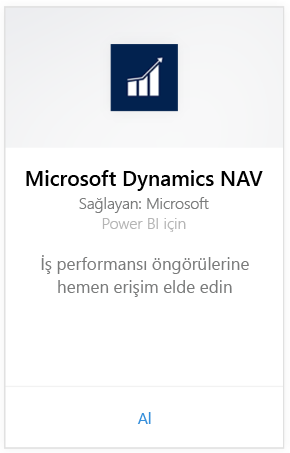 Microsoft Dynamics NAV
Sağlayan: Microsoft
Power BI için
İş performansı öngörülerine
hemen erişim elde edin
Al